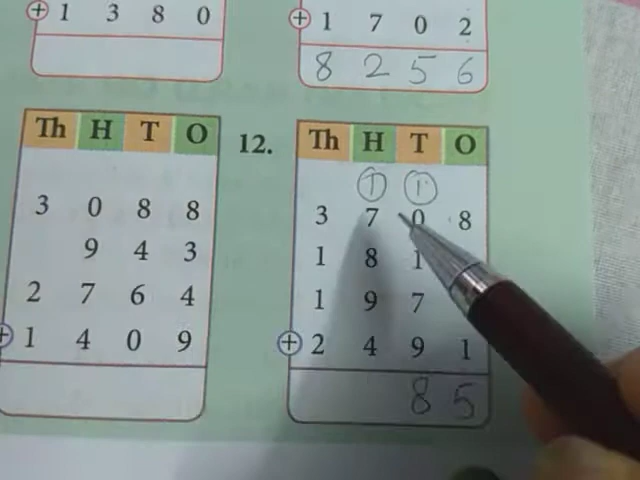 + 1 3 8 0
+ 1 7 0 2
8 2 5 6
Th H T O
3 0 8 8
9 4 3
2 7 6 4
+ 1 4 0 9
12.
Th H T O
1 1
3 7 0 8
1 8 1
1 9 7
+ 2 4 9 1
8 5